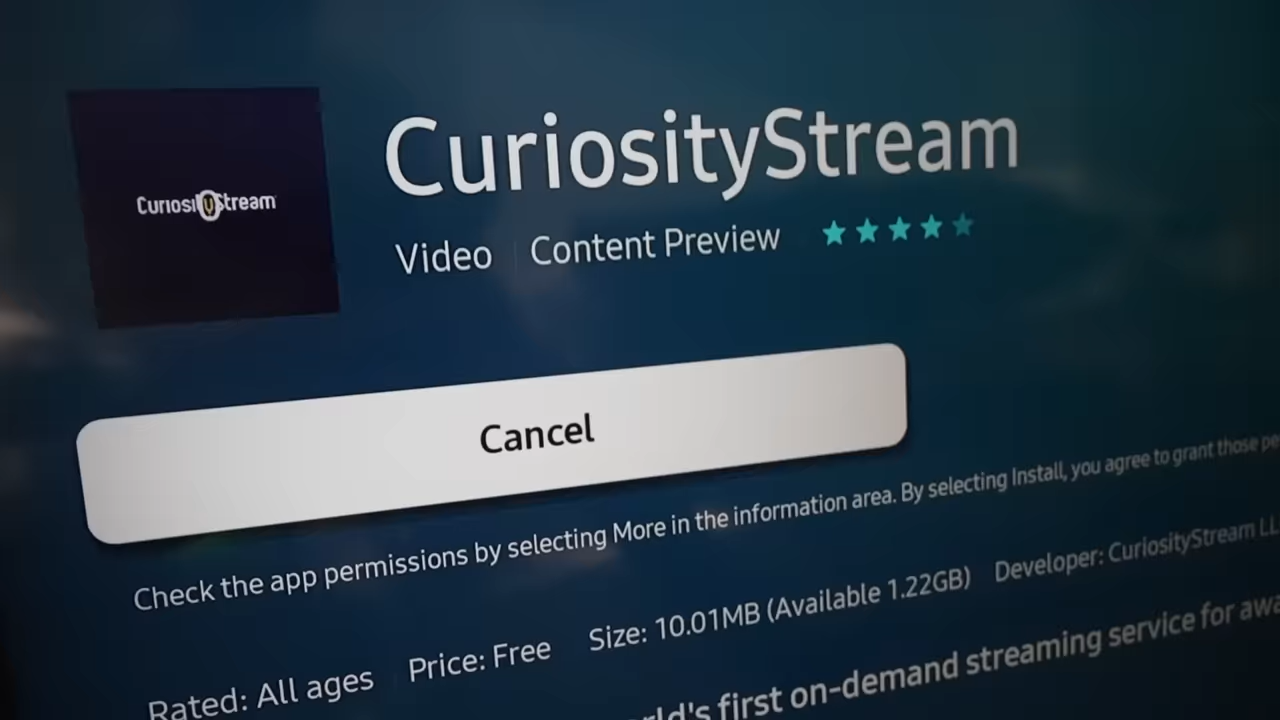 CuriosityStream
CuriosityStream
Video
Content Preview
Cancel
Check the app permissions by selecting More in the information area. By selecting Install, you agree to grant those
Rated: All ages
Price: Free
Size: 10.01MB (Available 1.22GB)
Developer: CuriosityStream
first on-demand streaming service for